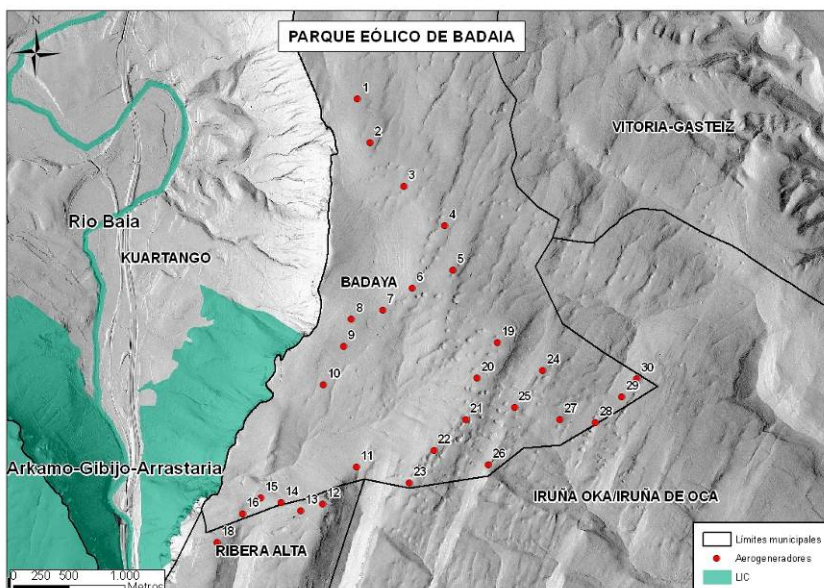 N
PARQUE EÓLICO DE BADAIA
1
VITORIA-GASTEIZ
2
3
Rio Baia
4
KUARTANGO
5
BADAYA
6
7
8
9
19
24
20
30
10
29
25
21
27
28
22
Arkamo-Gibijo-Arrastaria
11
26
23
15
14
12
16
13
IRUÑA OKA/IRUÑA DE OCA
18
RIBERA ALTA
Límites municipales
Aerogeneradores
LIC
0 250 500 1.000
Metros